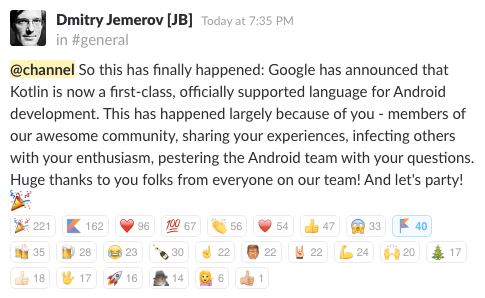 Dmitry Jemerov [JB] Today at 7:35 PM
in #general
@channel So this has finally happened: Google has announced that
Kotlin is now a first-class, officially supported language for Android
development. This has happened largely because of you - members of
our awesome community, sharing your experiences, infecting others
with your enthusiasm, pestering the Android team with your questions.
Huge thanks to you folks from everyone on our team! And let's party!
🎉
🎉 221 162 ❤️ 96 💯 67 👏 56 ♥️ 54 👍 47 😱 33 40
🍻 35 🍺 28 😂 23 🍾 30 ☝️ 22 22 🤘 22 💪 24 🙌 20 🎄 17
👍 18 🖖 17 🚀 16 14 💁 6 👍 1